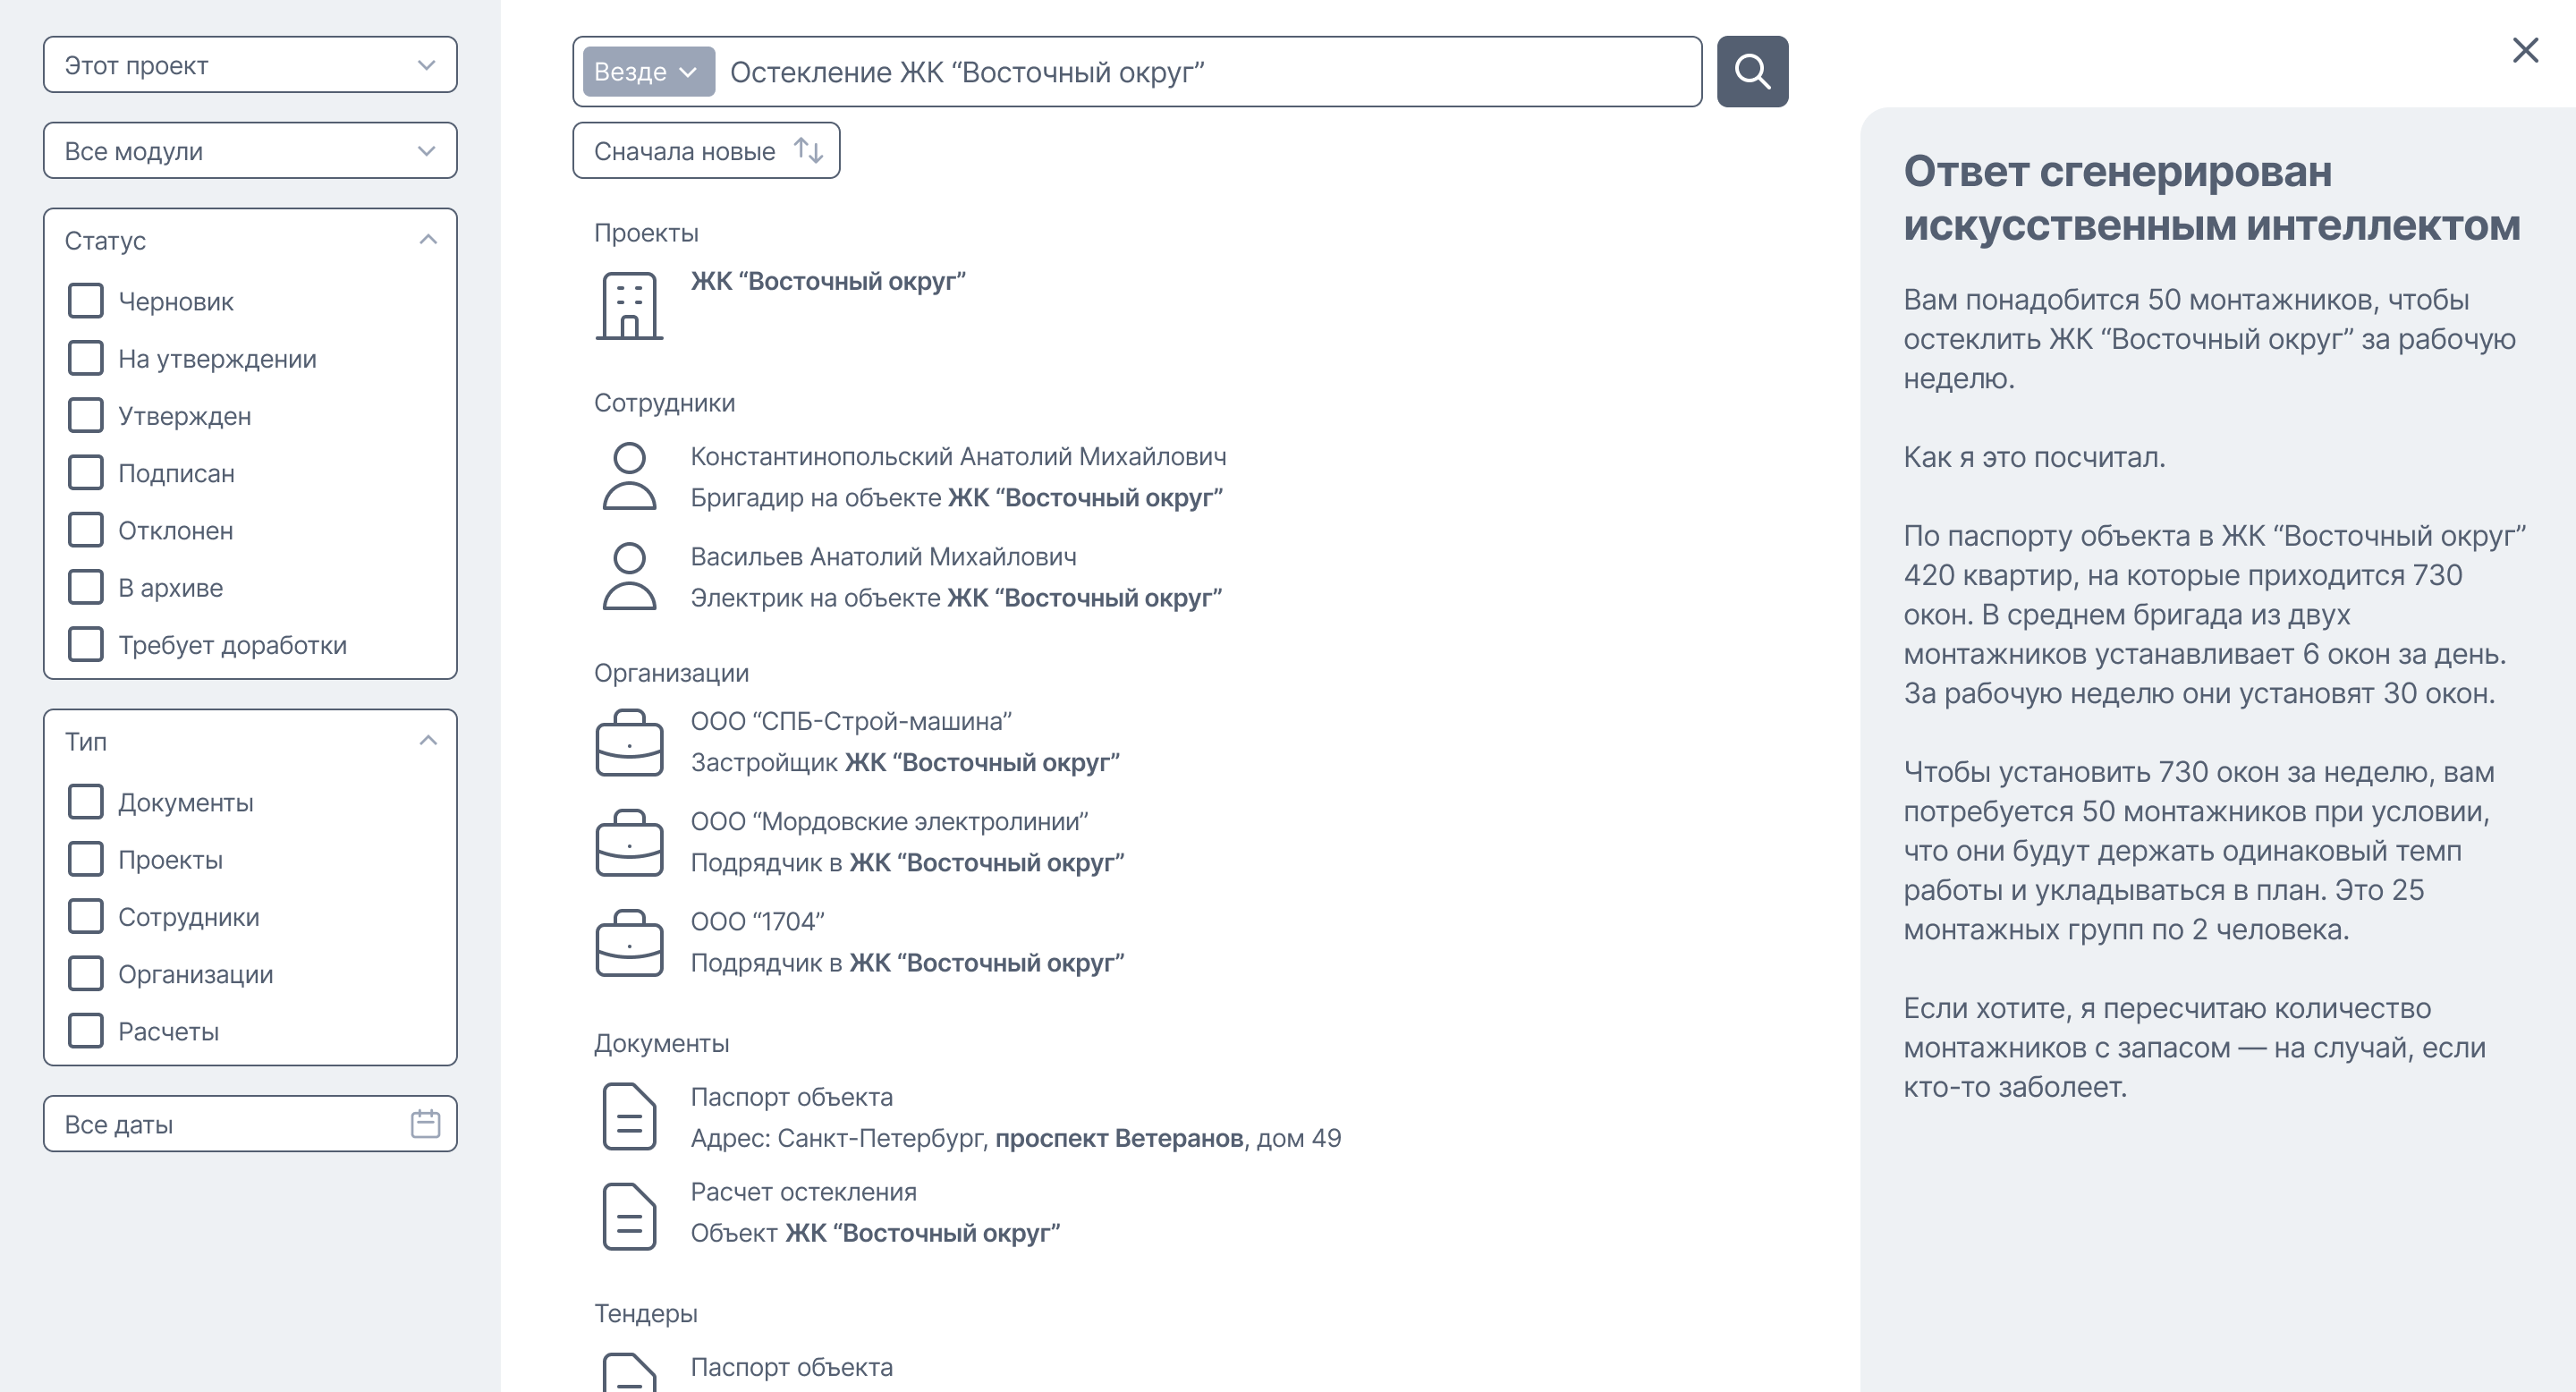 Этот проект
Все модули
Статус
Черновик
На утверждении
Утвержден
Подписан
Отклонен
В архиве
Требует доработки
Тип
Документы
Проекты
Сотрудники
Организации
Расчеты
Все даты
Везде Остекление ЖК “Восточный округ”
Сначала новые
Проекты
ЖК “Восточный округ”
Сотрудники
Константинопольский Анатолий Михайлович
Бригадир на объекте ЖК “Восточный округ”
Васильев Анатолий Михайлович
Электрик на объекте ЖК “Восточный округ”
Организации
ООО “СПБ-Строй-машина”
Застройщик ЖК “Восточный округ”
ООО “Мордовские электролинии”
Подрядчик в ЖК “Восточный округ”
ООО “1704”
Подрядчик в ЖК “Восточный округ”
Документы
Паспорт объекта
Адрес: Санкт-Петербург, проспект Ветеранов, дом 49
Расчет остекления
Объект ЖК “Восточный округ”
Тендеры
Паспорт объекта
Ответ сгенерирован
искусственным интеллектом
Вам понадобится 50 монтажников, чтобы
остеклить ЖК “Восточный округ” за рабочую
неделю.
Как я это посчитал.
По паспорту объекта в ЖК “Восточный округ”
420 квартир, на которые приходится 730
окон. В среднем бригада из двух
монтажников устанавливает 6 окон за день.
За рабочую неделю они установят 30 окон.
Чтобы установить 730 окон за неделю, вам
потребуется 50 монтажников при условии,
что они будут держать одинаковый темп
работы и укладываться в план. Это 25
монтажных групп по 2 человека.
Если хотите, я пересчитаю количество
монтажников с запасом — на случай, если
кто-то заболеет.